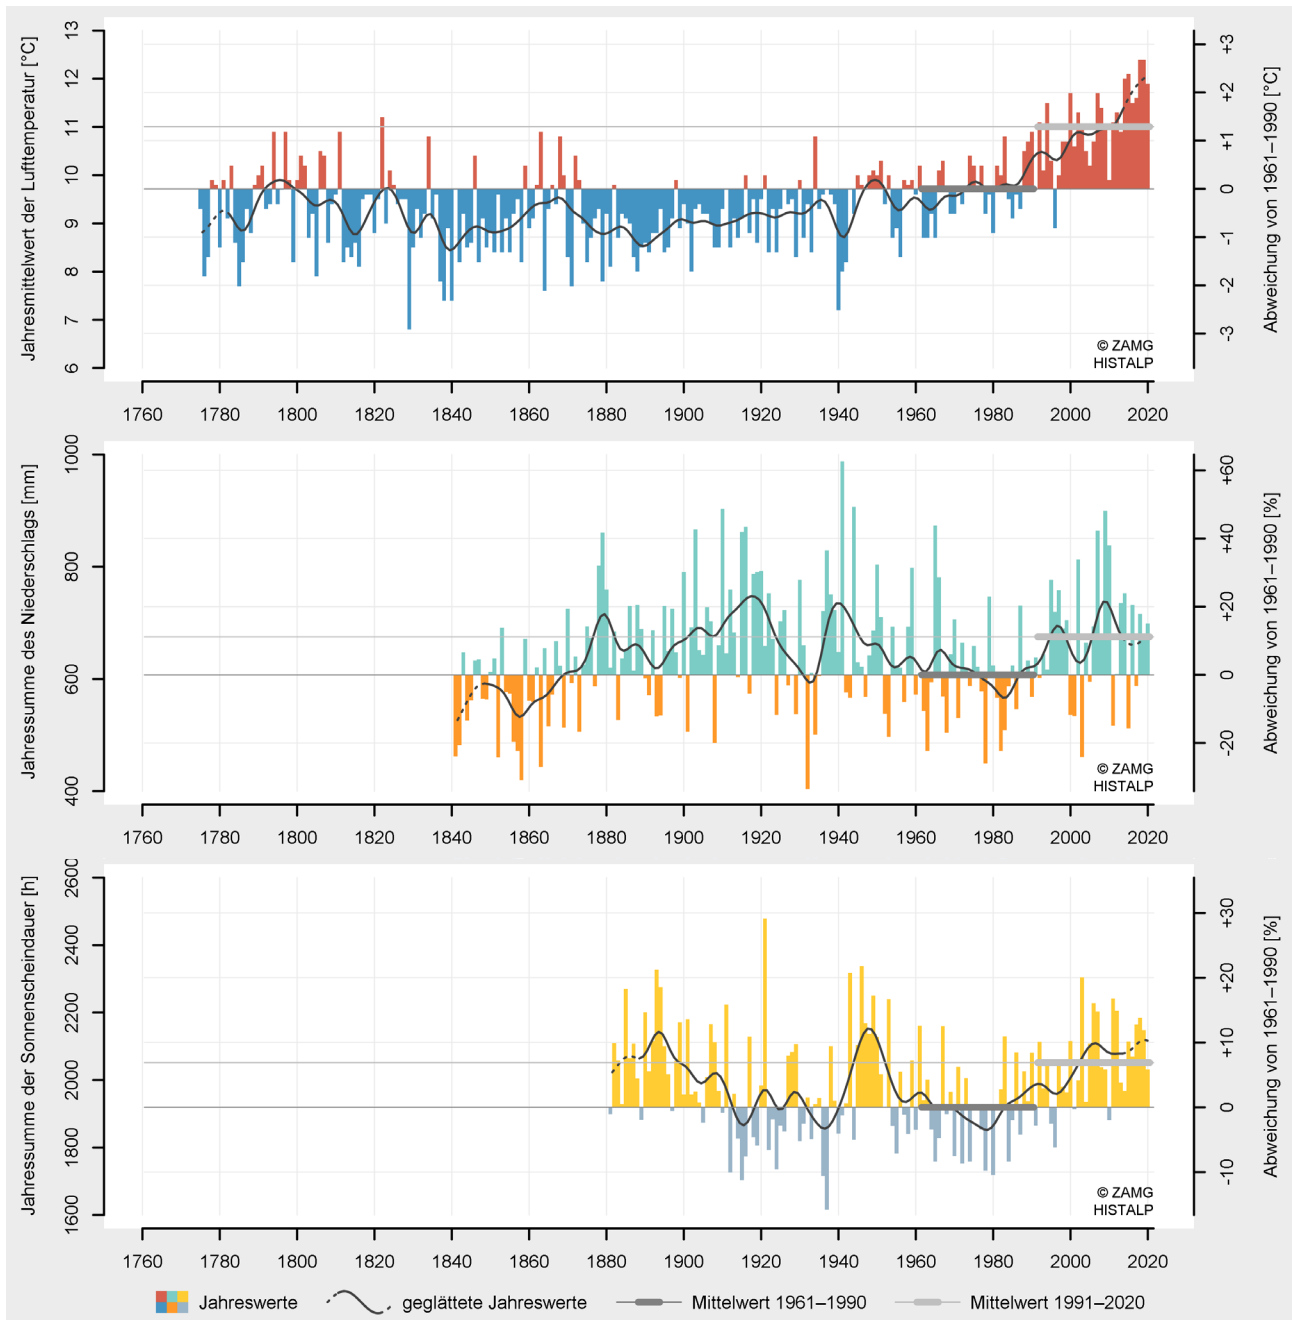 Jahresmittelwert der Lufttemperatur [°C]
13
12
11
10
9
8
7
6
+3
+2
+1
0
-1
-2
-3
Abweichung von 1961–1990 [°C]
© ZAMG
HISTALP
1760 1780 1800 1820 1840 1860 1880 1900 1920 1940 1960 1980 2000 2020
Jahressumme des Niederschlags [mm]
1000
800
600
400
+60
+40
+20
0
-20
Abweichung von 1961–1990 [%]
© ZAMG
HISTALP
1760 1780 1800 1820 1840 1860 1880 1900 1920 1940 1960 1980 2000 2020
Jahressumme der Sonnenscheindauer [h]
2600
2400
2200
2000
1800
1600
+30
+20
+10
0
-10
Abweichung von 1961–1990 [%]
© ZAMG
HISTALP
1760 1780 1800 1820 1840 1860 1880 1900 1920 1940 1960 1980 2000 2020
Jahreswerte geglättete Jahreswerte Mittelwert 1961–1990 Mittelwert 1991–2020